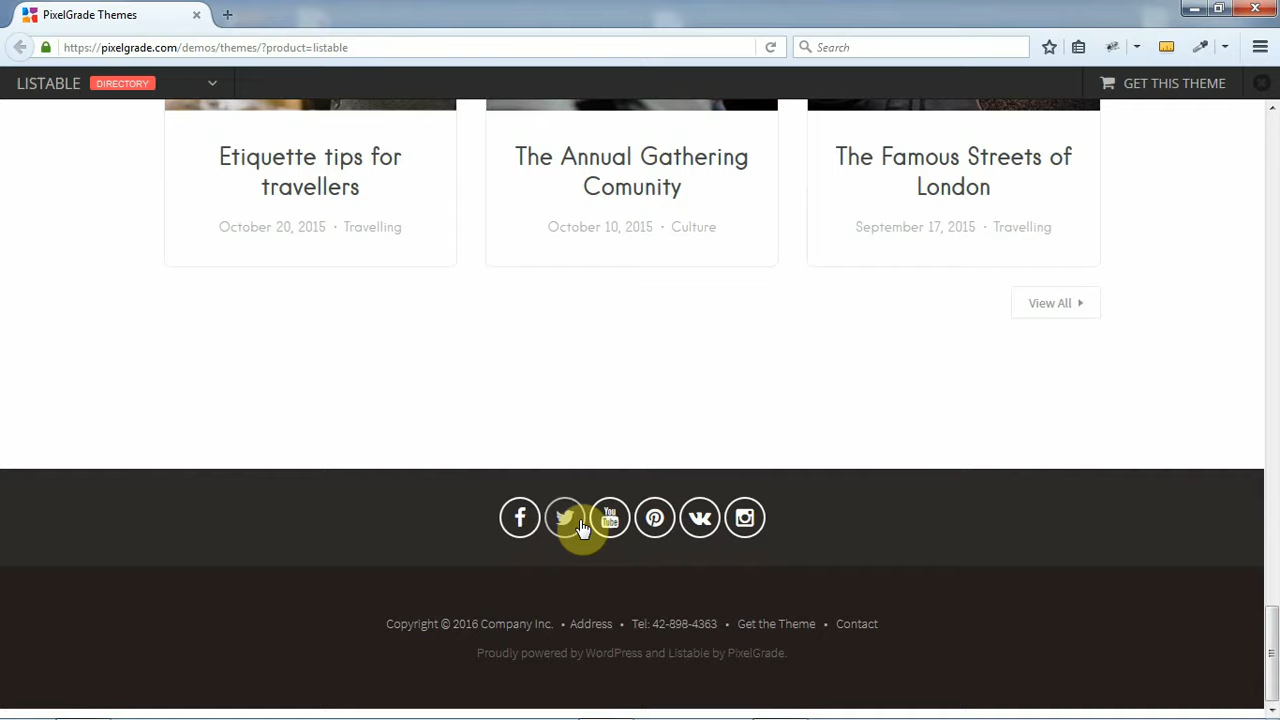 PixelGrade Themes
https://pixelgrade.com/demos/themes/?product=listable
Search
LISTABLE DIRECTORY
GET THIS THEME
Etiquette tips for
travellers
October 20, 2015 · Travelling
The Annual Gathering
Comunity
October 10, 2015 · Culture
The Famous Streets of
London
September 17, 2015 · Travelling
View All
You
Tube
Copyright © 2016 Company Inc. • Address • Tel: 42-898-4363 • Get the Theme • Contact
Proudly powered by WordPress and Listable by PixelGrade.